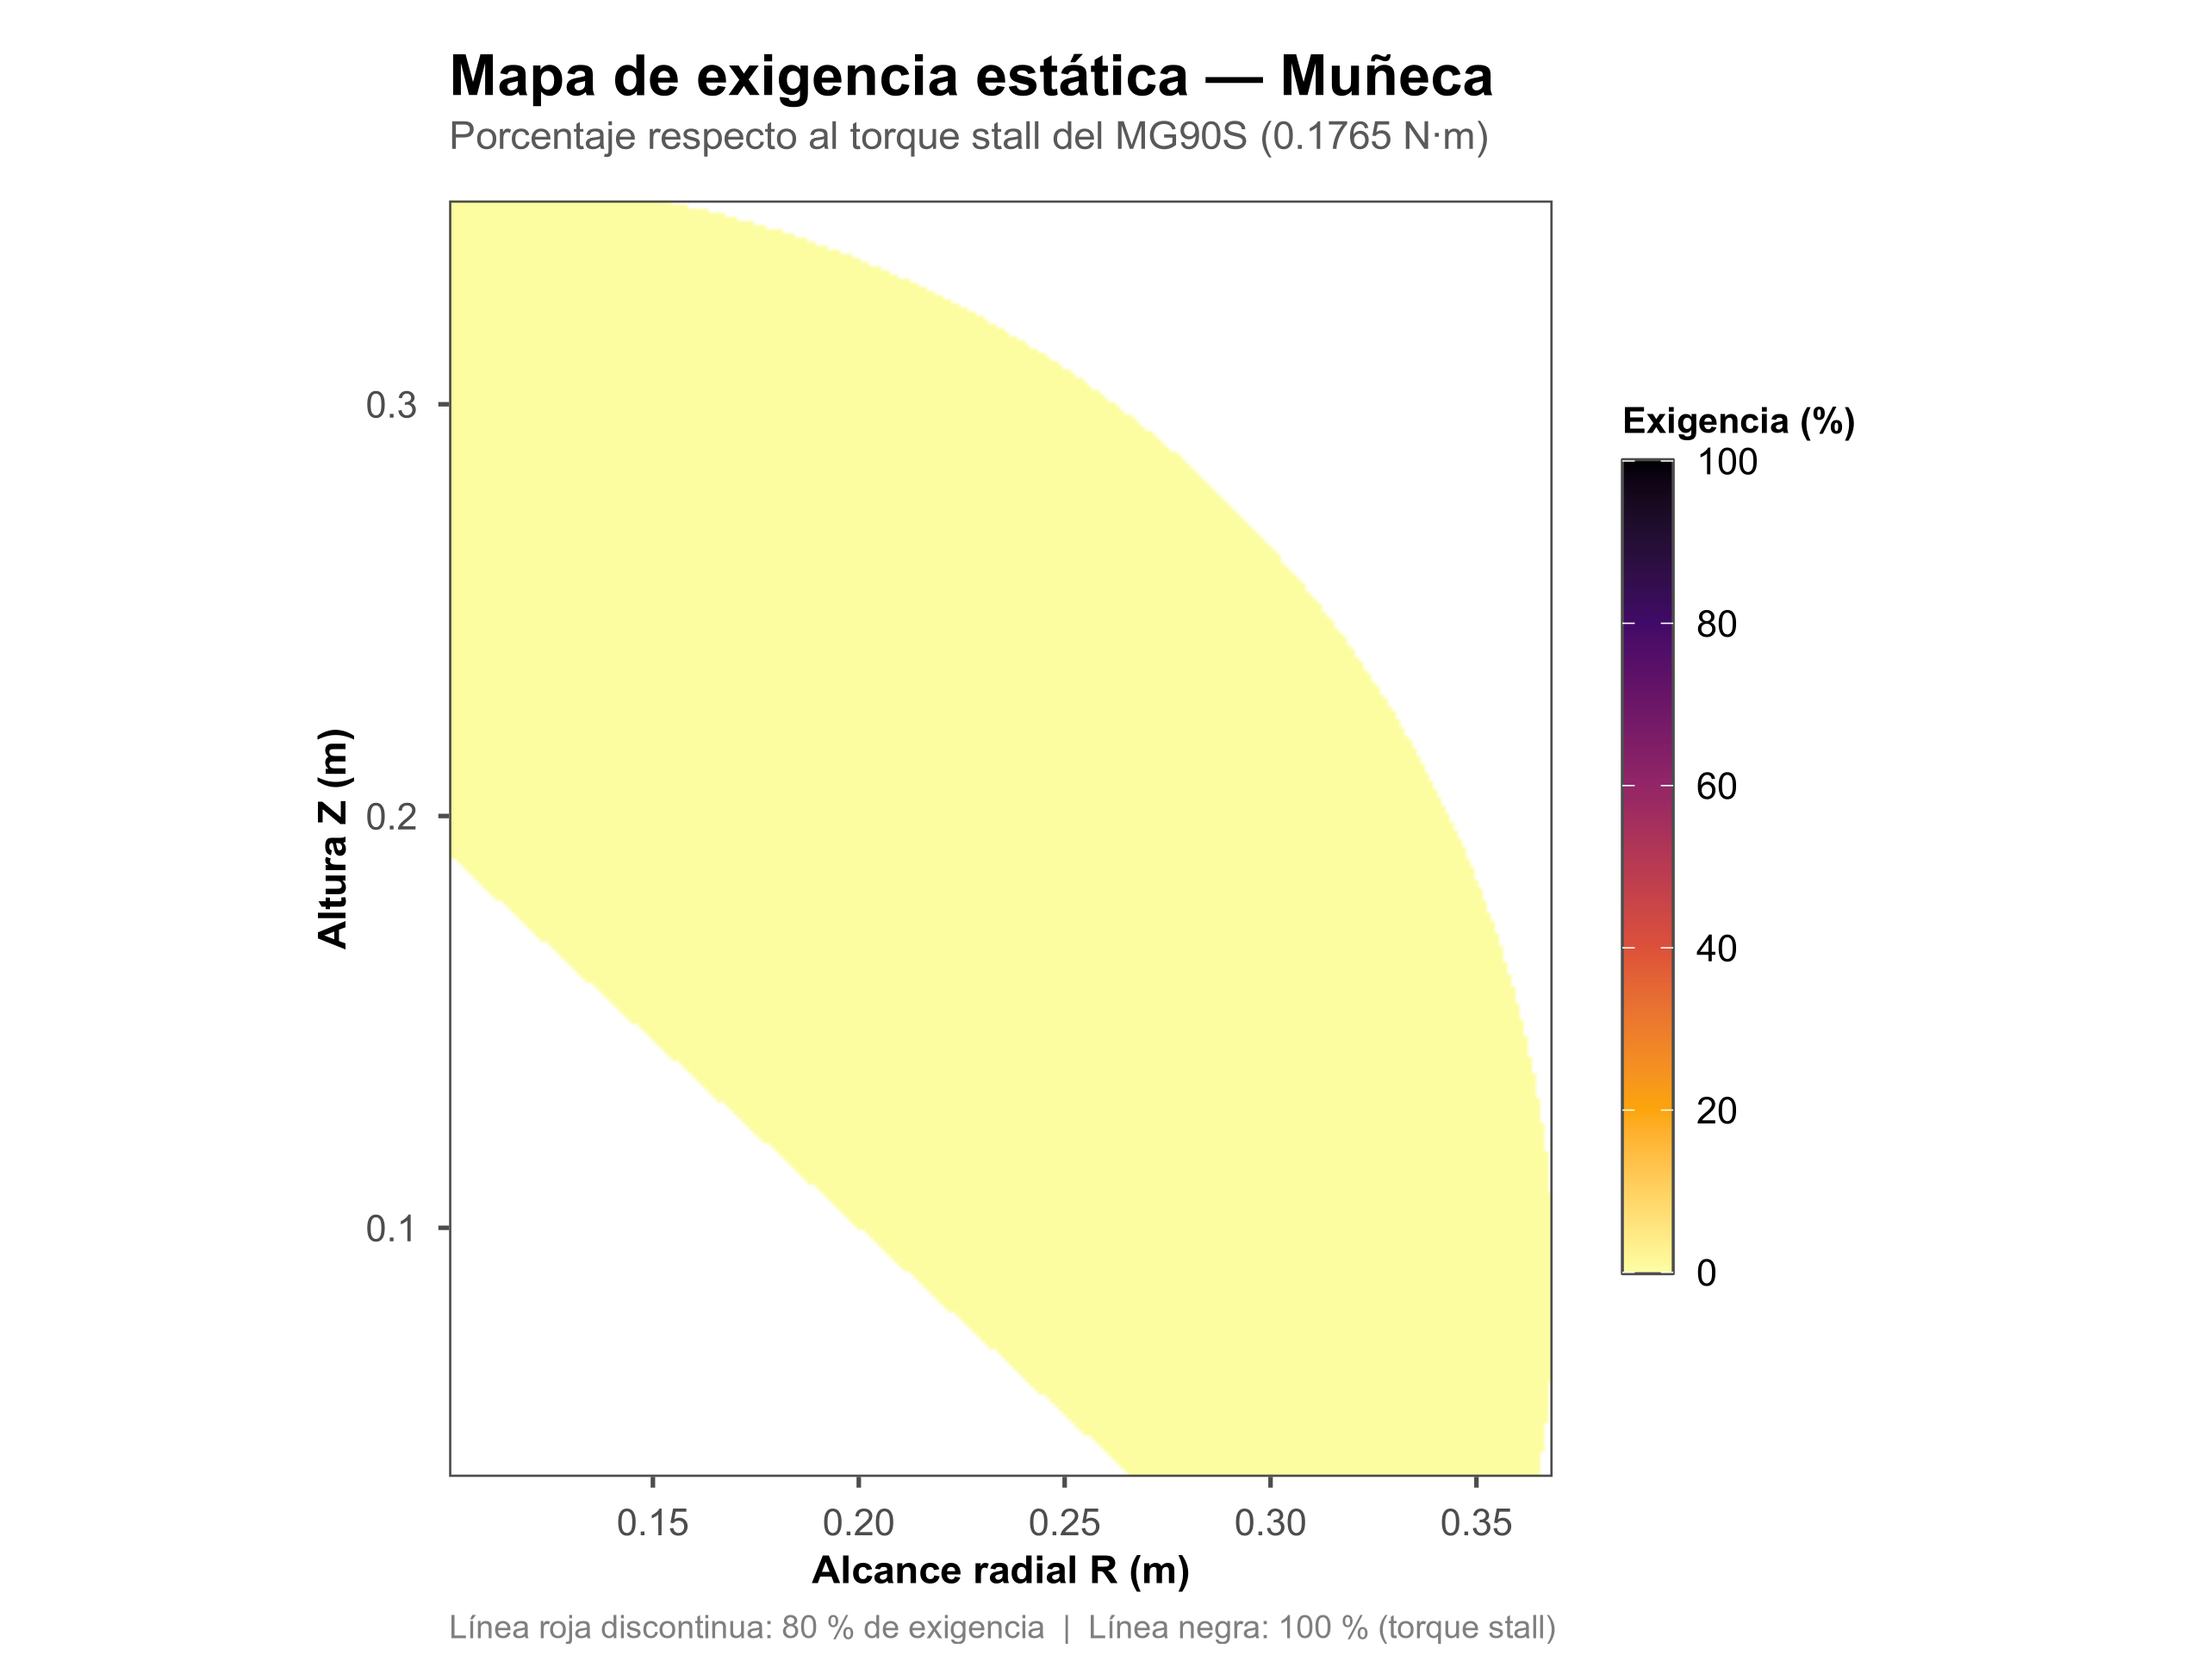 Mapa de exigencia estática — Muñeca
Porcentaje respecto al torque stall del MG90S (0.1765 N·m)
0.3
0.2
0.1
Altura Z (m)
0.15 0.20 0.25 0.30 0.35
Alcance radial R (m)
Exigencia (%)
100
80
60
40
20
0
Línea roja discontinua: 80 % de exigencia | Línea negra: 100 % (torque stall)